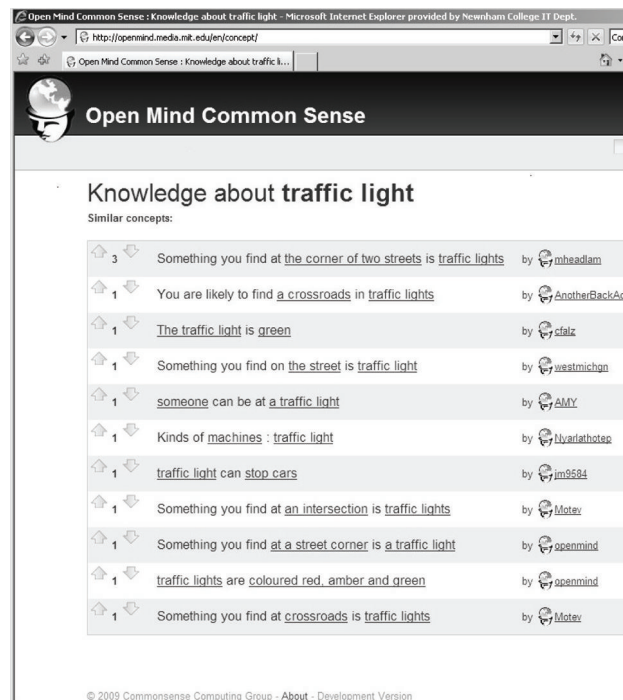 Open Mind Common Sense : Knowledge about traffic light - Microsoft Internet Explorer provided by Newnham College IT Dept.
http://openmind.media.mit.edu/en/concept/
Open Mind Common Sense : Knowledge about traffic li...
Open Mind Common Sense
Knowledge about traffic light
Similar concepts:
3 Something you find at the corner of two streets is traffic lights by mheadlam
1 You are likely to find a crossroads in traffic lights by AnotherBackAc
1 The traffic light is green by cfalz
1 Something you find on the street is traffic light by westmichgn
1 someone can be at a traffic light by AMY
1 Kinds of machines : traffic light by Nyarlathotep
1 traffic light can stop cars by jm9584
1 Something you find at an intersection is traffic lights by Motev
1 Something you find at a street corner is a traffic light by openmind
1 traffic lights are coloured red, amber and green by openmind
1 Something you find at crossroads is traffic lights by Motev
© 2009 Commonsense Computing Group - About - Development Version